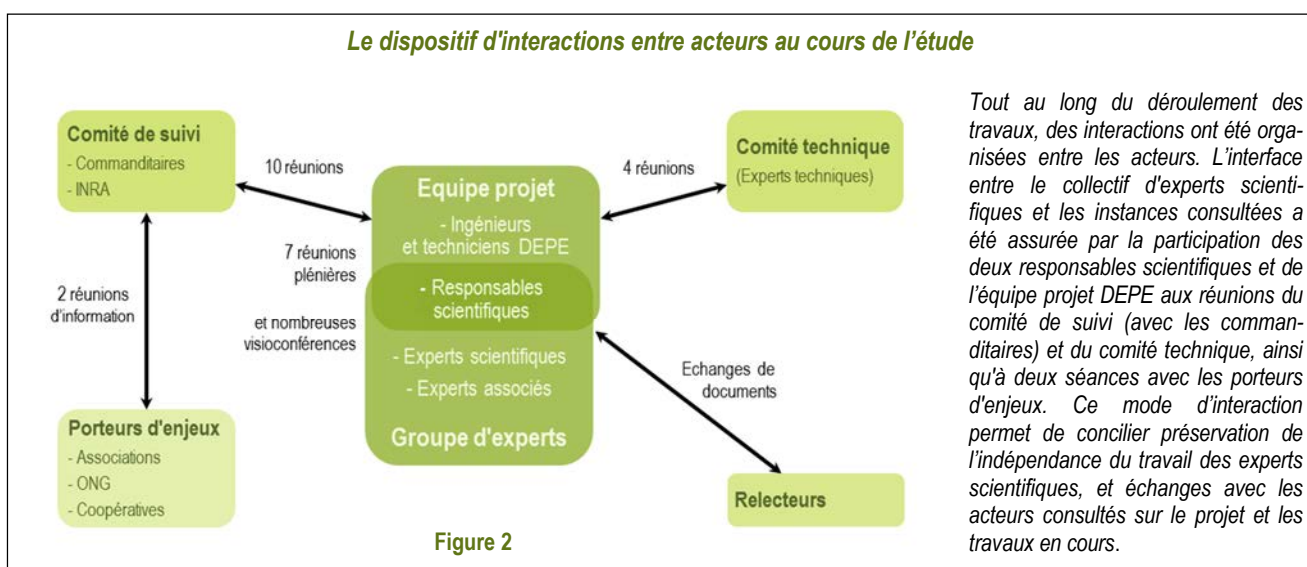 Le dispositif d'interactions entre acteurs au cours de l'étude
Comité de suivi
- Commanditaires
- INRA
10 réunions
Equipe projet
- Ingénieurs
et techniciens DEPE
- Responsables
scientifiques
- Experts scientifiques
- Experts associés
Groupe d'experts
7 réunions
plénières
et nombreuses
visioconférences
4 réunions
Comité technique
(Experts techniques)
2 réunions
d'information
Porteurs d'enjeux
- Associations
- ONG
- Coopératives
Echanges de
documents
Relecteurs
Figure 2
Tout au long du déroulement des
travaux, des interactions ont été orga-
nisées entre les acteurs. L'interface
entre le collectif d'experts scienti-
fiques et les instances consultées a
été assurée par la participation des
deux responsables scientifiques et de
l'équipe projet DEPE aux réunions du
comité de suivi (avec les comman-
ditaires) et du comité technique, ainsi
qu'à deux séances avec les porteurs
d'enjeux. Ce mode d'interaction
permet de concilier préservation de
l'indépendance du travail des experts
scientifiques, et échanges avec les
acteurs consultés sur le projet et les
travaux en cours.